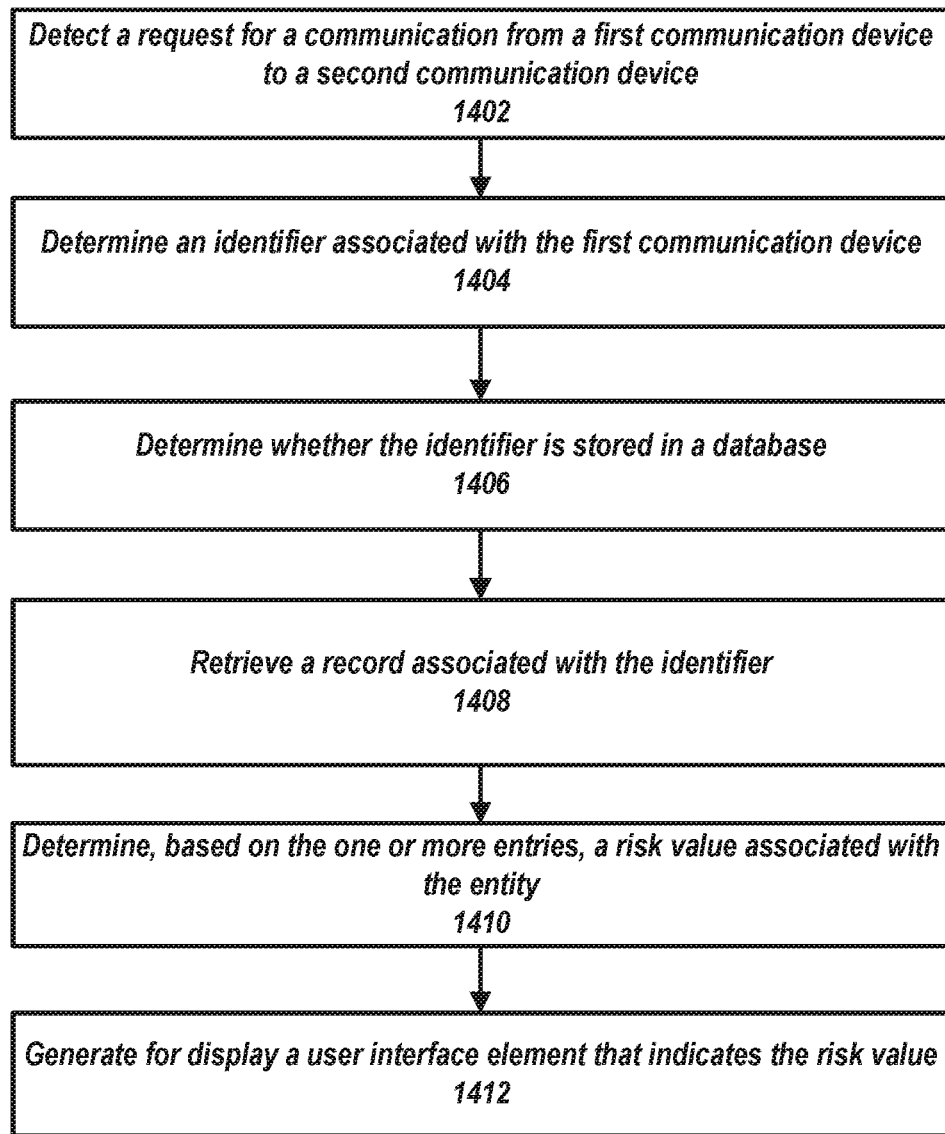 Detect a request for a communication from a first communication device
to a second communication device
1402
Determine an identifier associated with the first communication device
1404
Determine whether the identifier is stored in a database
1406
Retrieve a record associated with the identifier
1408
Determine, based on the one or more entries, a risk value associated with
the entity
1410
Generate for display a user interface element that indicates the risk value
1412